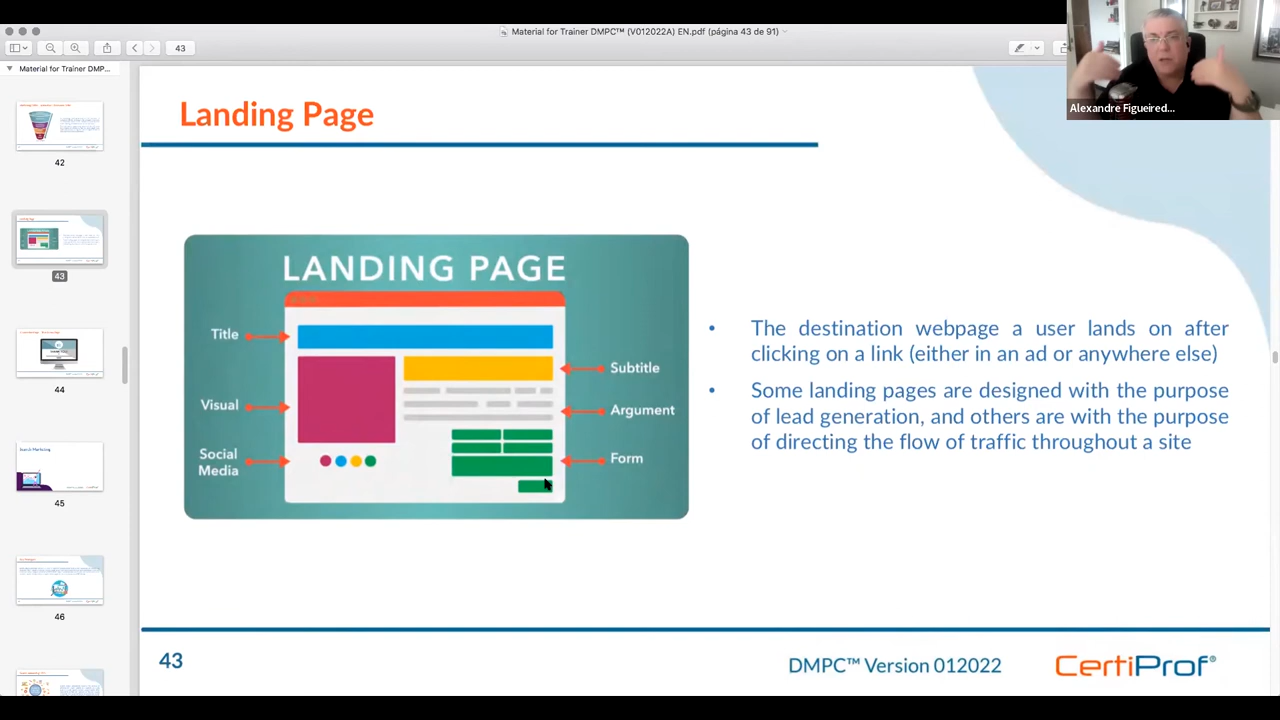 Material for Trainer DMPC™ (V012022A) EN.pdf (página 43 de 91)
43
Material for Trainer DMP...
42
43
44
Search Marketing
45
46
Landing Page
LANDING PAGE
Title
Subtitle
Visual
Argument
Social
Media
Form
• The destination webpage a user lands on after
clicking on a link (either in an ad or anywhere else)
• Some landing pages are designed with the purpose
of lead generation, and others are with the purpose
of directing the flow of traffic throughout a site
43
DMPC™ Version 012022
CertiProf®
Alexandre Figueired...